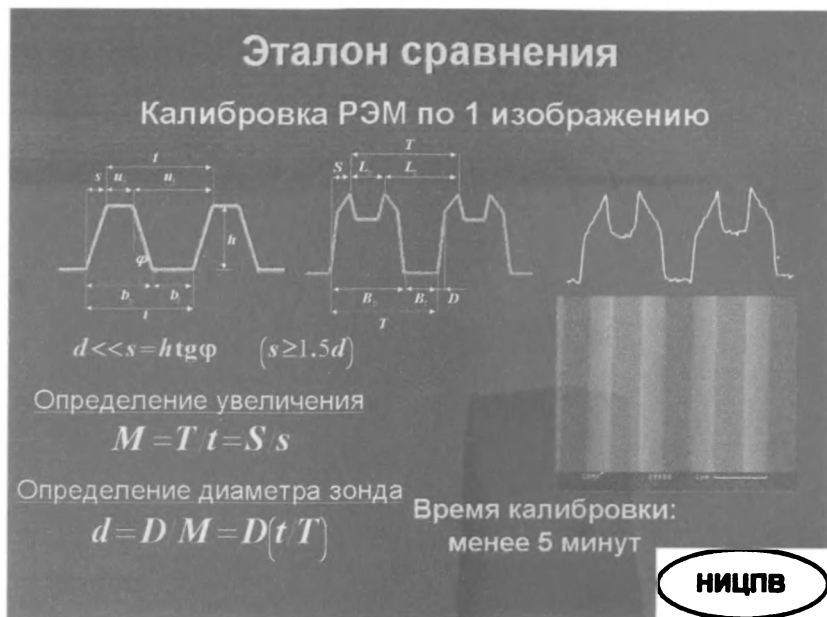 Эталон сравнения
Калибровка РЭМ по 1 изображению
t
s u u
φ h
b b
t
T
S L L
B B D
T
d<<s=htgφ (s≥1.5d)
Определение увеличения
M=T/t=S/s
Определение диаметра зонда
d=D/M=D(t/T)
Время калибровки:
менее 5 минут
НИЦПВ